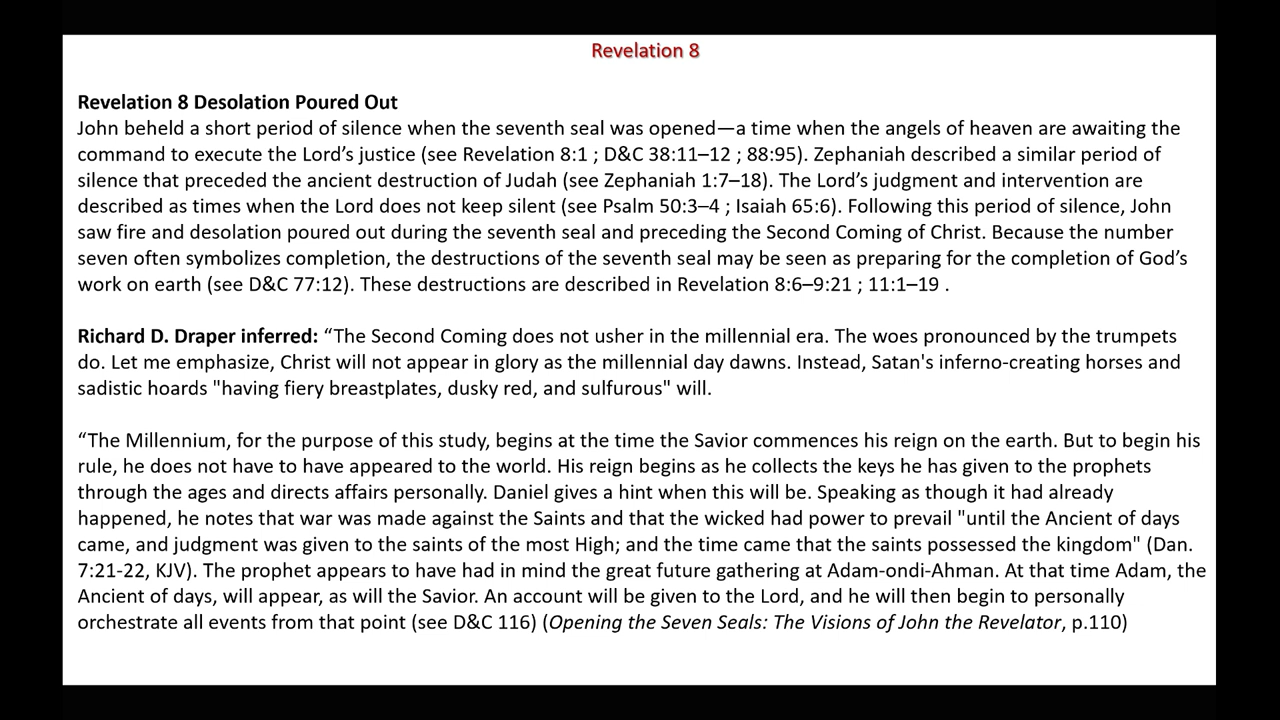 Revelation 8
Revelation 8 Desolation Poured Out
John beheld a short period of silence when the seventh seal was opened—a time when the angels of heaven are awaiting the
command to execute the Lord’s justice (see Revelation 8:1 ; D&C 38:11–12 ; 88:95). Zephaniah described a similar period of
silence that preceded the ancient destruction of Judah (see Zephaniah 1:7–18). The Lord’s judgment and intervention are
described as times when the Lord does not keep silent (see Psalm 50:3–4 ; Isaiah 65:6). Following this period of silence, John
saw fire and desolation poured out during the seventh seal and preceding the Second Coming of Christ. Because the number
seven often symbolizes completion, the destructions of the seventh seal may be seen as preparing for the completion of God’s
work on earth (see D&C 77:12). These destructions are described in Revelation 8:6–9:21 ; 11:1–19 .
Richard D. Draper inferred: “The Second Coming does not usher in the millennial era. The woes pronounced by the trumpets
do. Let me emphasize, Christ will not appear in glory as the millennial day dawns. Instead, Satan's inferno-creating horses and
sadistic hoards "having fiery breastplates, dusky red, and sulfurous" will.
“The Millennium, for the purpose of this study, begins at the time the Savior commences his reign on the earth. But to begin his
rule, he does not have to have appeared to the world. His reign begins as he collects the keys he has given to the prophets
through the ages and directs affairs personally. Daniel gives a hint when this will be. Speaking as though it had already
happened, he notes that war was made against the Saints and that the wicked had power to prevail "until the Ancient of days
came, and judgment was given to the saints of the most High; and the time came that the saints possessed the kingdom" (Dan.
7:21-22, KJV). The prophet appears to have had in mind the great future gathering at Adam-ondi-Ahman. At that time Adam, the
Ancient of days, will appear, as will the Savior. An account will be given to the Lord, and he will then begin to personally
orchestrate all events from that point (see D&C 116) (Opening the Seven Seals: The Visions of John the Revelator, p.110)